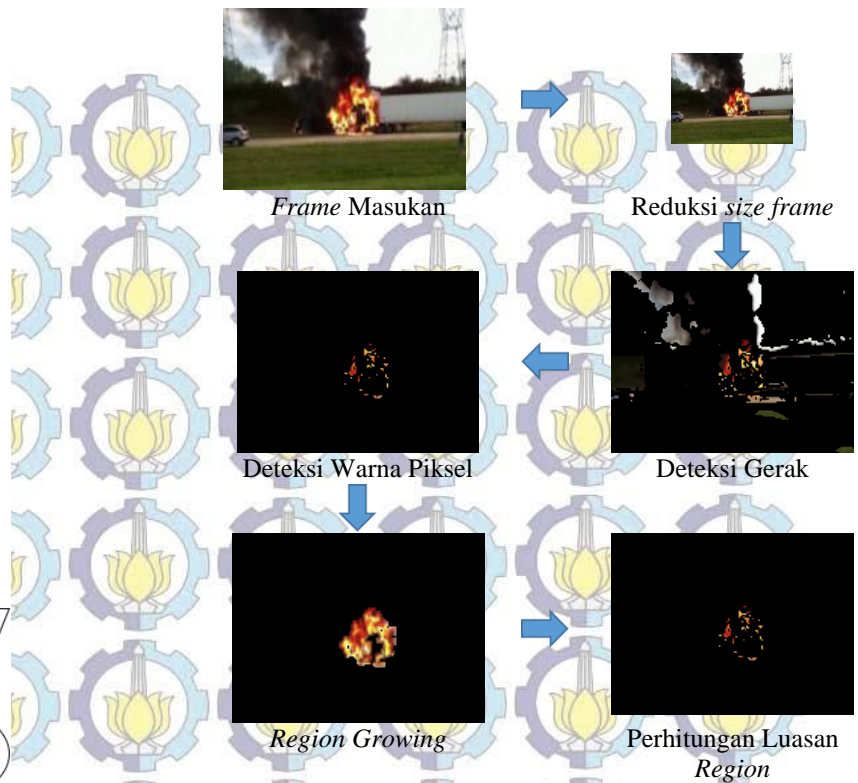 Frame Masukan
Reduksi size frame
Deteksi Warna Piksel
Deteksi Gerak
Region Growing
Perhitungan Luasan
Region